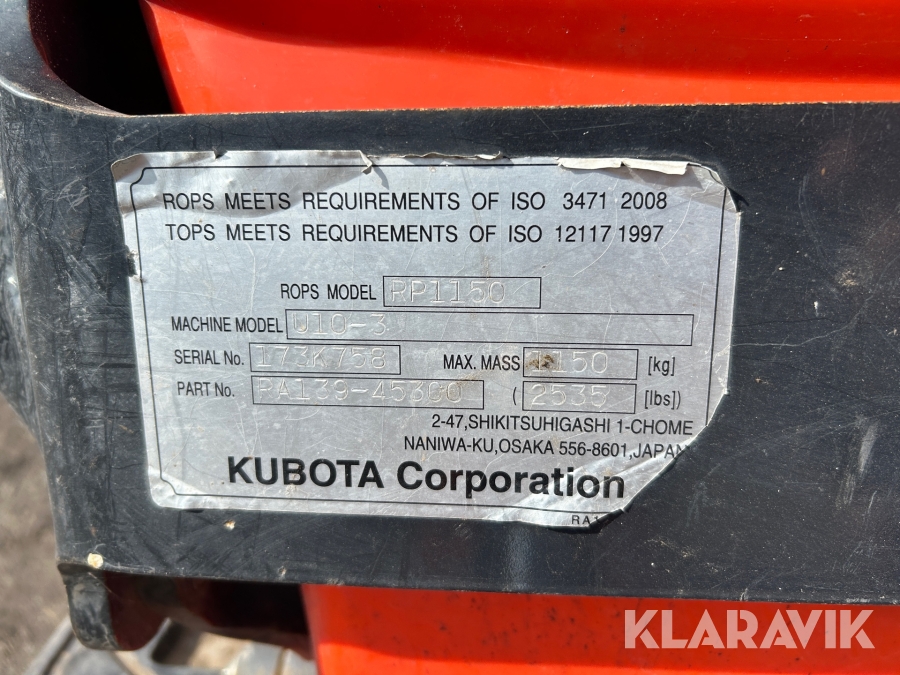 ROPS MEETS REQUIREMENTS OF ISO 3471 2008
TOPS MEETS REQUIREMENTS OF ISO 12117 1997
ROPS MODEL RP1150
MACHINE MODEL U10-3
SERIAL No. 173K758 MAX. MASS 1150 [kg]
PART No. RA139-45300 ( 2535 [lbs])
2-47,SHIKITSUHIGASHI 1-CHOME
NANIWA-KU,OSAKA 556-8601,JAPAN
KUBOTA Corporation
KLARAVIK